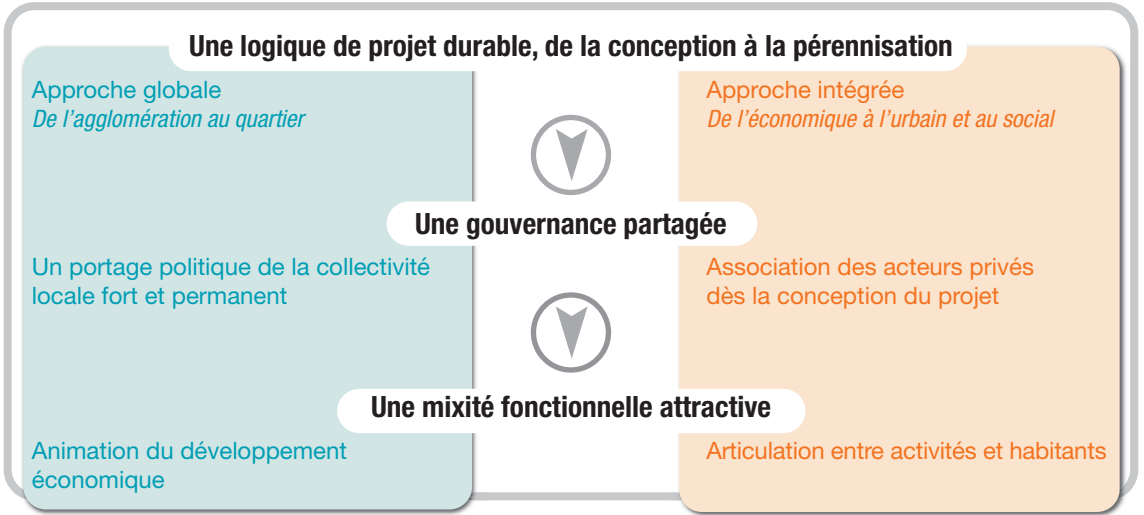 Une logique de projet durable, de la conception à la pérennisation
Approche globale
De l'agglomération au quartier
Approche intégrée
De l'économique à l'urbain et au social
Une gouvernance partagée
Un portage politique de la collectivité
locale fort et permanent
Association des acteurs privés
dès la conception du projet
Une mixité fonctionnelle attractive
Animation du développement
économique
Articulation entre activités et habitants